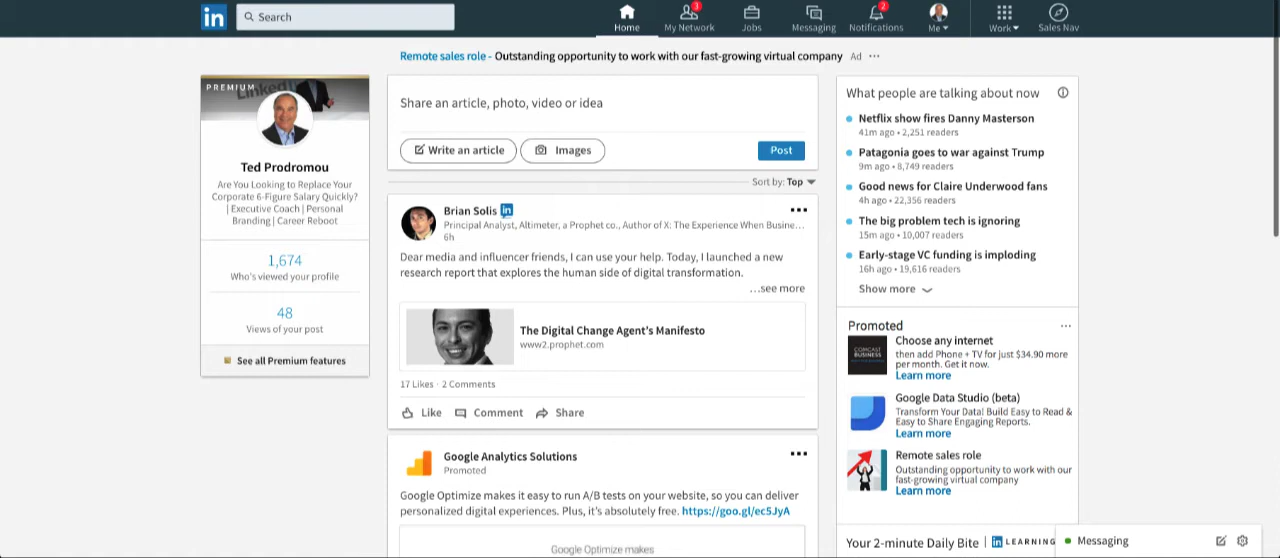 in
Search
3
2
Home
My Network
Jobs
Messaging
Notifications
Me
Work
Sales Nav
Remote sales role - Outstanding opportunity to work with our fast-growing virtual company Ad ···
PREMIUM
Linked
Ted Prodromou
Are You Looking to Replace Your
Corporate 6-Figure Salary Quickly?
| Executive Coach | Personal
Branding | Career Reboot
1,674
Who's viewed your profile
48
Views of your post
See all Premium features
Share an article, photo, video or idea
Write an article
Images
Post
Sort by: Top
Brian Solis in
Principal Analyst, Altimeter, a Prophet co., Author of X: The Experience When Busine...
6h
Dear media and influencer friends, I can use your help. Today, I launched a new
research report that explores the human side of digital transformation.
...see more
The Digital Change Agent's Manifesto
www2.prophet.com
17 Likes · 2 Comments
Like
Comment
Share
Google Analytics Solutions
Promoted
Google Optimize makes it easy to run A/B tests on your website, so you can deliver
personalized digital experiences. Plus, it's absolutely free. https://goo.gl/ec5JyA
Google Optimize makes
What people are talking about now
Netflix show fires Danny Masterson
41m ago • 2,251 readers
Patagonia goes to war against Trump
9m ago • 8,749 readers
Good news for Claire Underwood fans
4h ago • 22,356 readers
The big problem tech is ignoring
15m ago • 10,007 readers
Early-stage VC funding is imploding
16h ago • 19,616 readers
Show more
Promoted
COMCAST
BUSINESS
Choose any internet
then add Phone + TV for just $34.90 more
per month. Get it now.
Learn more
Google Data Studio (beta)
Transform Your Data! Build Easy to Read &
Easy to Share Engaging Reports.
Learn more
Remote sales role
Outstanding opportunity to work with our
fast-growing virtual company
Learn more
Your 2-minute Daily Bite | in LEARNING
Messaging